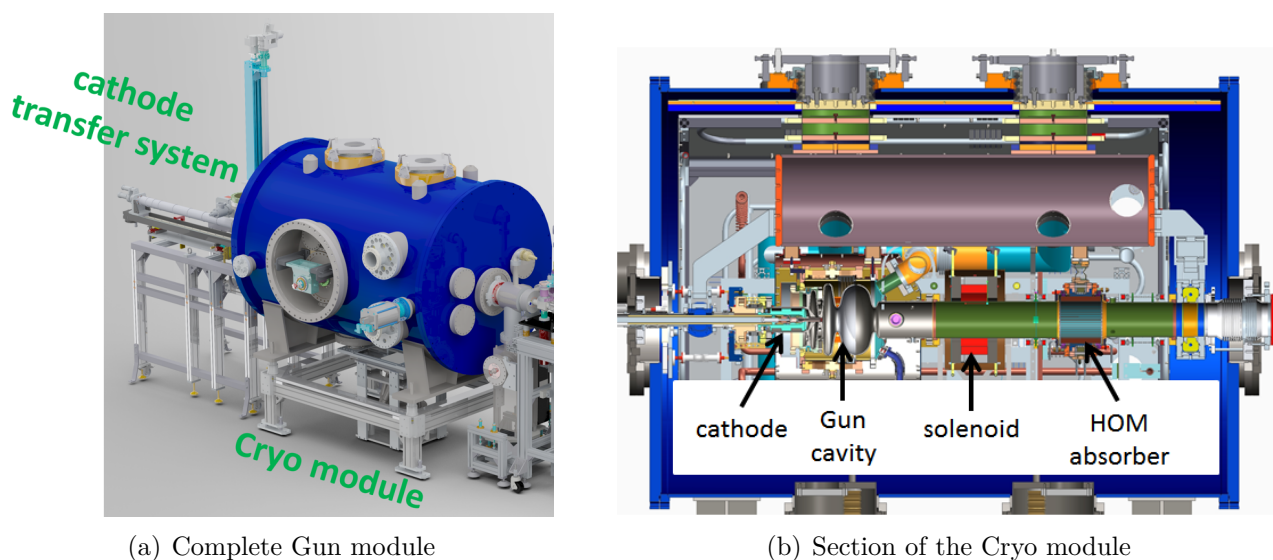 cathode
transfer system
Cryo module
cathode
Gun
cavity
solenoid
HOM
absorber
(a) Complete Gun module
(b) Section of the Cryo module